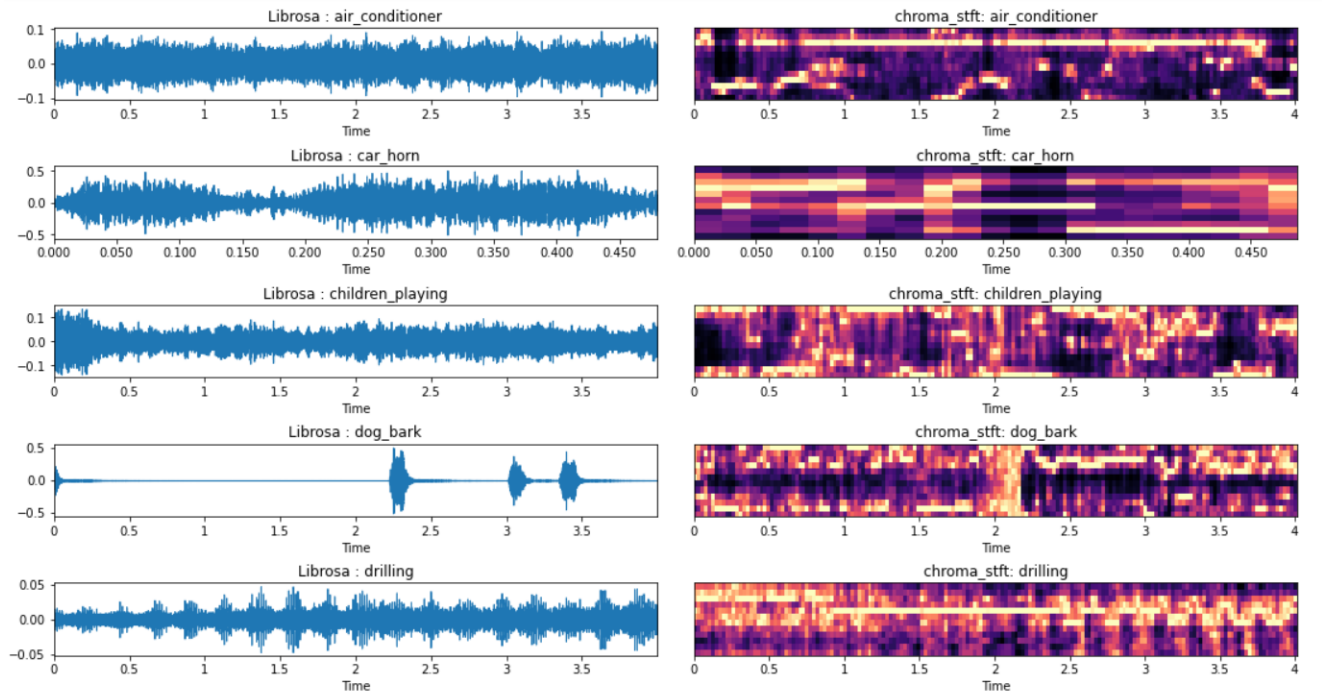 Librosa : air_conditioner
0.1
0.0
−0.1
0 0.5 1 1.5 2 2.5 3 3.5
Time
chroma_stft: air_conditioner
0 0.5 1 1.5 2 2.5 3 3.5 4
Time
Librosa : car_horn
0.5
0.0
−0.5
0.000 0.050 0.100 0.150 0.200 0.250 0.300 0.350 0.400 0.450
Time
chroma_stft: car_horn
0.000 0.050 0.100 0.150 0.200 0.250 0.300 0.350 0.400 0.450
Time
Librosa : children_playing
0.1
0.0
−0.1
0 0.5 1 1.5 2 2.5 3 3.5
Time
chroma_stft: children_playing
0 0.5 1 1.5 2 2.5 3 3.5 4
Time
Librosa : dog_bark
0.5
0.0
−0.5
0 0.5 1 1.5 2 2.5 3 3.5
Time
chroma_stft: dog_bark
0 0.5 1 1.5 2 2.5 3 3.5 4
Time
Librosa : drilling
0.05
0.00
−0.05
0 0.5 1 1.5 2 2.5 3 3.5
Time
chroma_stft: drilling
0 0.5 1 1.5 2 2.5 3 3.5 4
Time